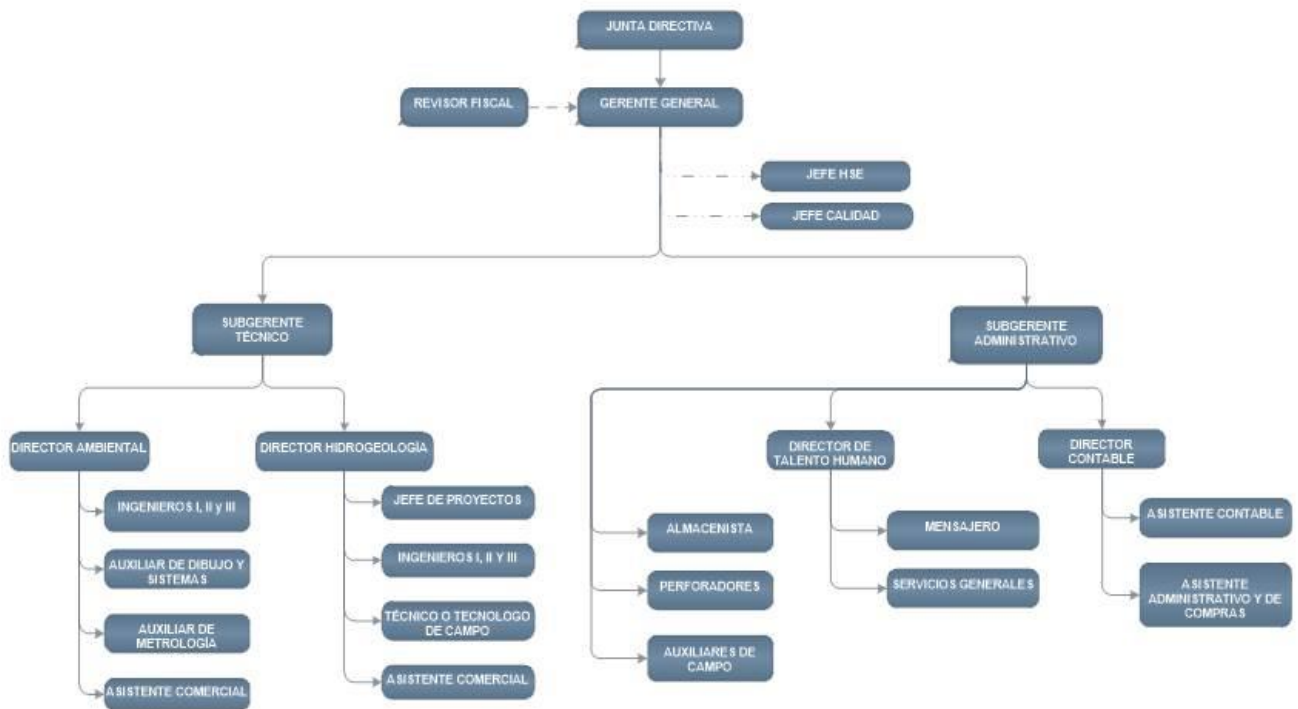 JUNTA DIRECTIVA
REVISOR FISCAL
GERENTE GENERAL
JEFE HSE
JEFE CALIDAD
SUBGERENTE
TÉCNICO
SUBGERENTE
ADMINISTRATIVO
DIRECTOR AMBIENTAL
INGENIEROS I, II y III
AUXILIAR DE DIBUJO Y
SISTEMAS
AUXILIAR DE
METROLOGÍA
ASISTENTE COMERCIAL
DIRECTOR HIDROGEOLOGÍA
JEFE DE PROYECTOS
INGENIEROS I, II Y III
TÉCNICO O TECNOLOGO
DE CAMPO
ASISTENTE COMERCIAL
ALMACENISTA
PERFORADORES
AUXILIARES DE
CAMPO
DIRECTOR DE
TALENTO HUMANO
MENSAJERO
SERVICIOS GENERALES
DIRECTOR
CONTABLE
ASISTENTE CONTABLE
ASISTENTE
ADMINISTRATIVO Y DE
COMPRAS